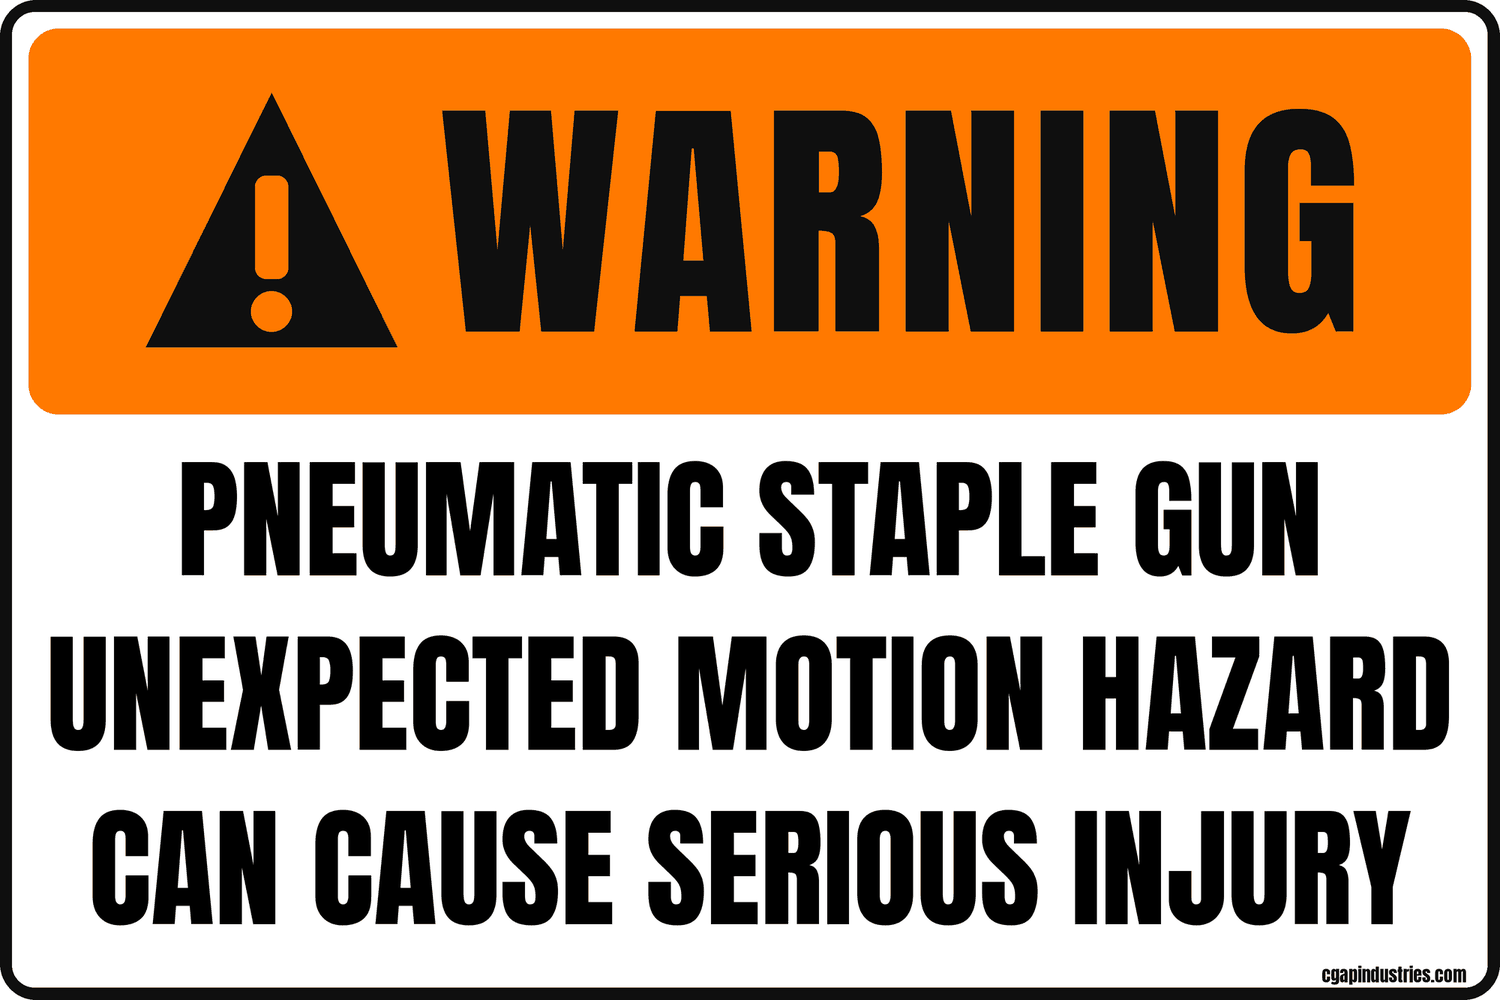 WARNING
PNEUMATIC STAPLE GUN
UNEXPECTED MOTION HAZARD
CAN CAUSE SERIOUS INJURY
cgapindustries.com